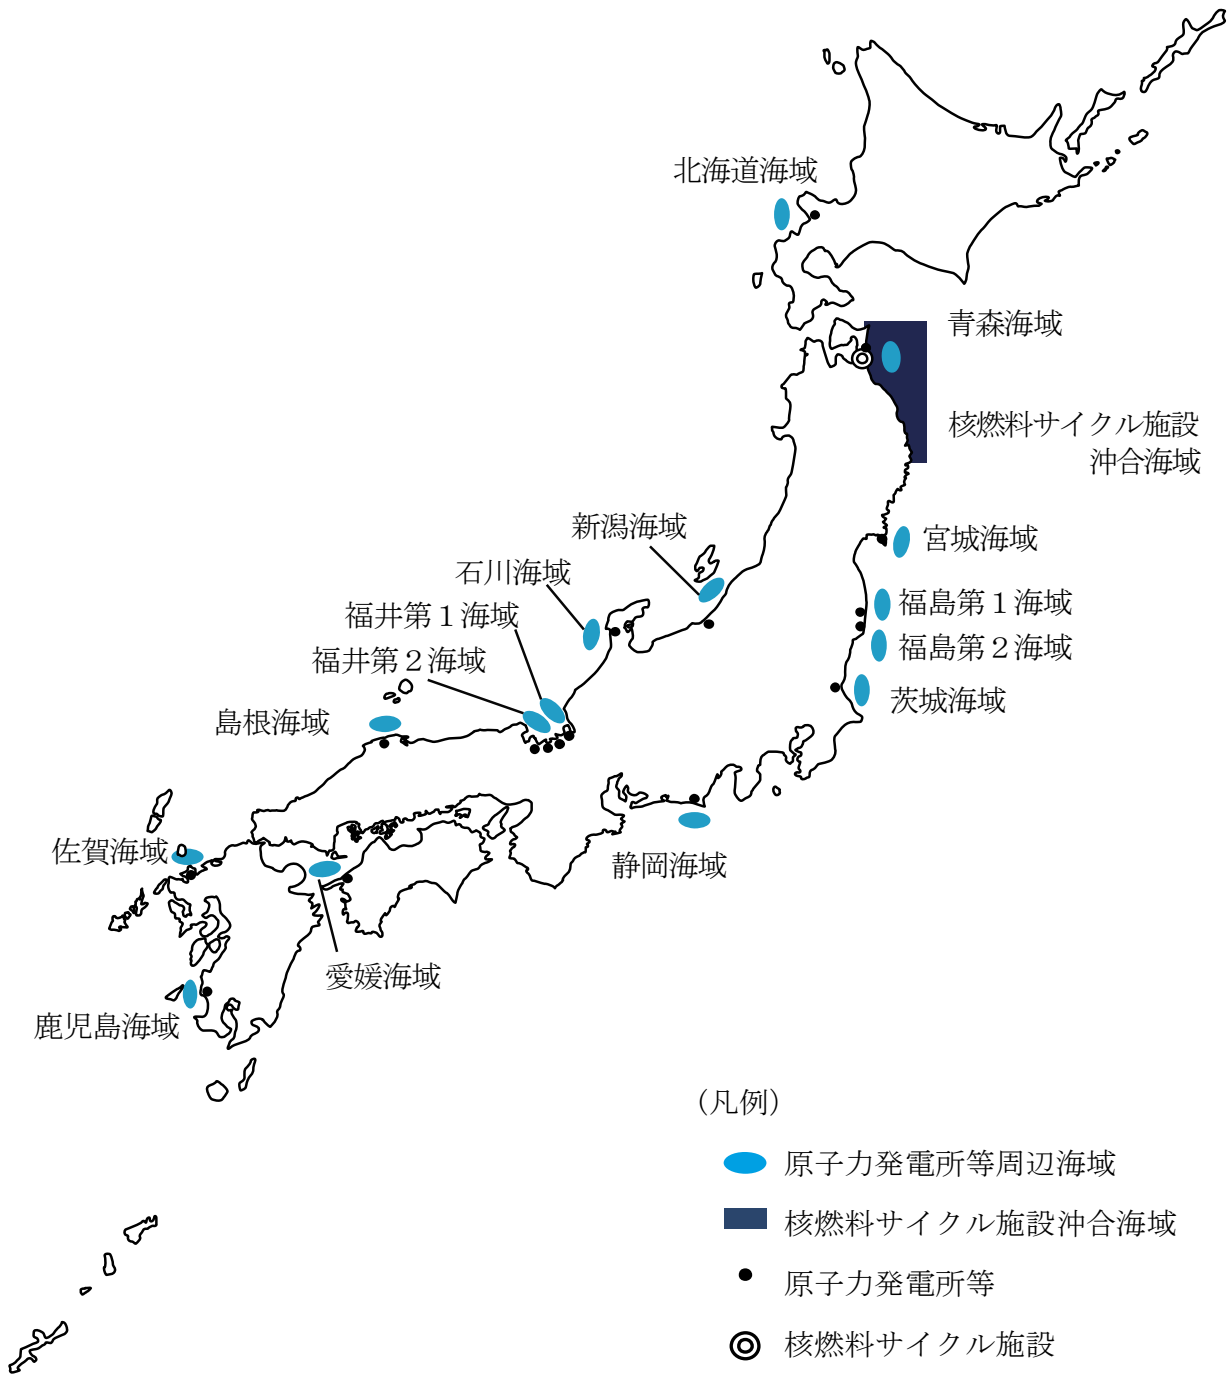 北海道海域
青森海域
核燃料サイクル施設
沖合海域
新潟海域
宮城海域
石川海域
福井第１海域
福島第１海域
福井第２海域
福島第２海域
島根海域
茨城海域
佐賀海域
静岡海域
愛媛海域
鹿児島海域
（凡例）
原子力発電所等周辺海域
核燃料サイクル施設沖合海域
原子力発電所等
核燃料サイクル施設